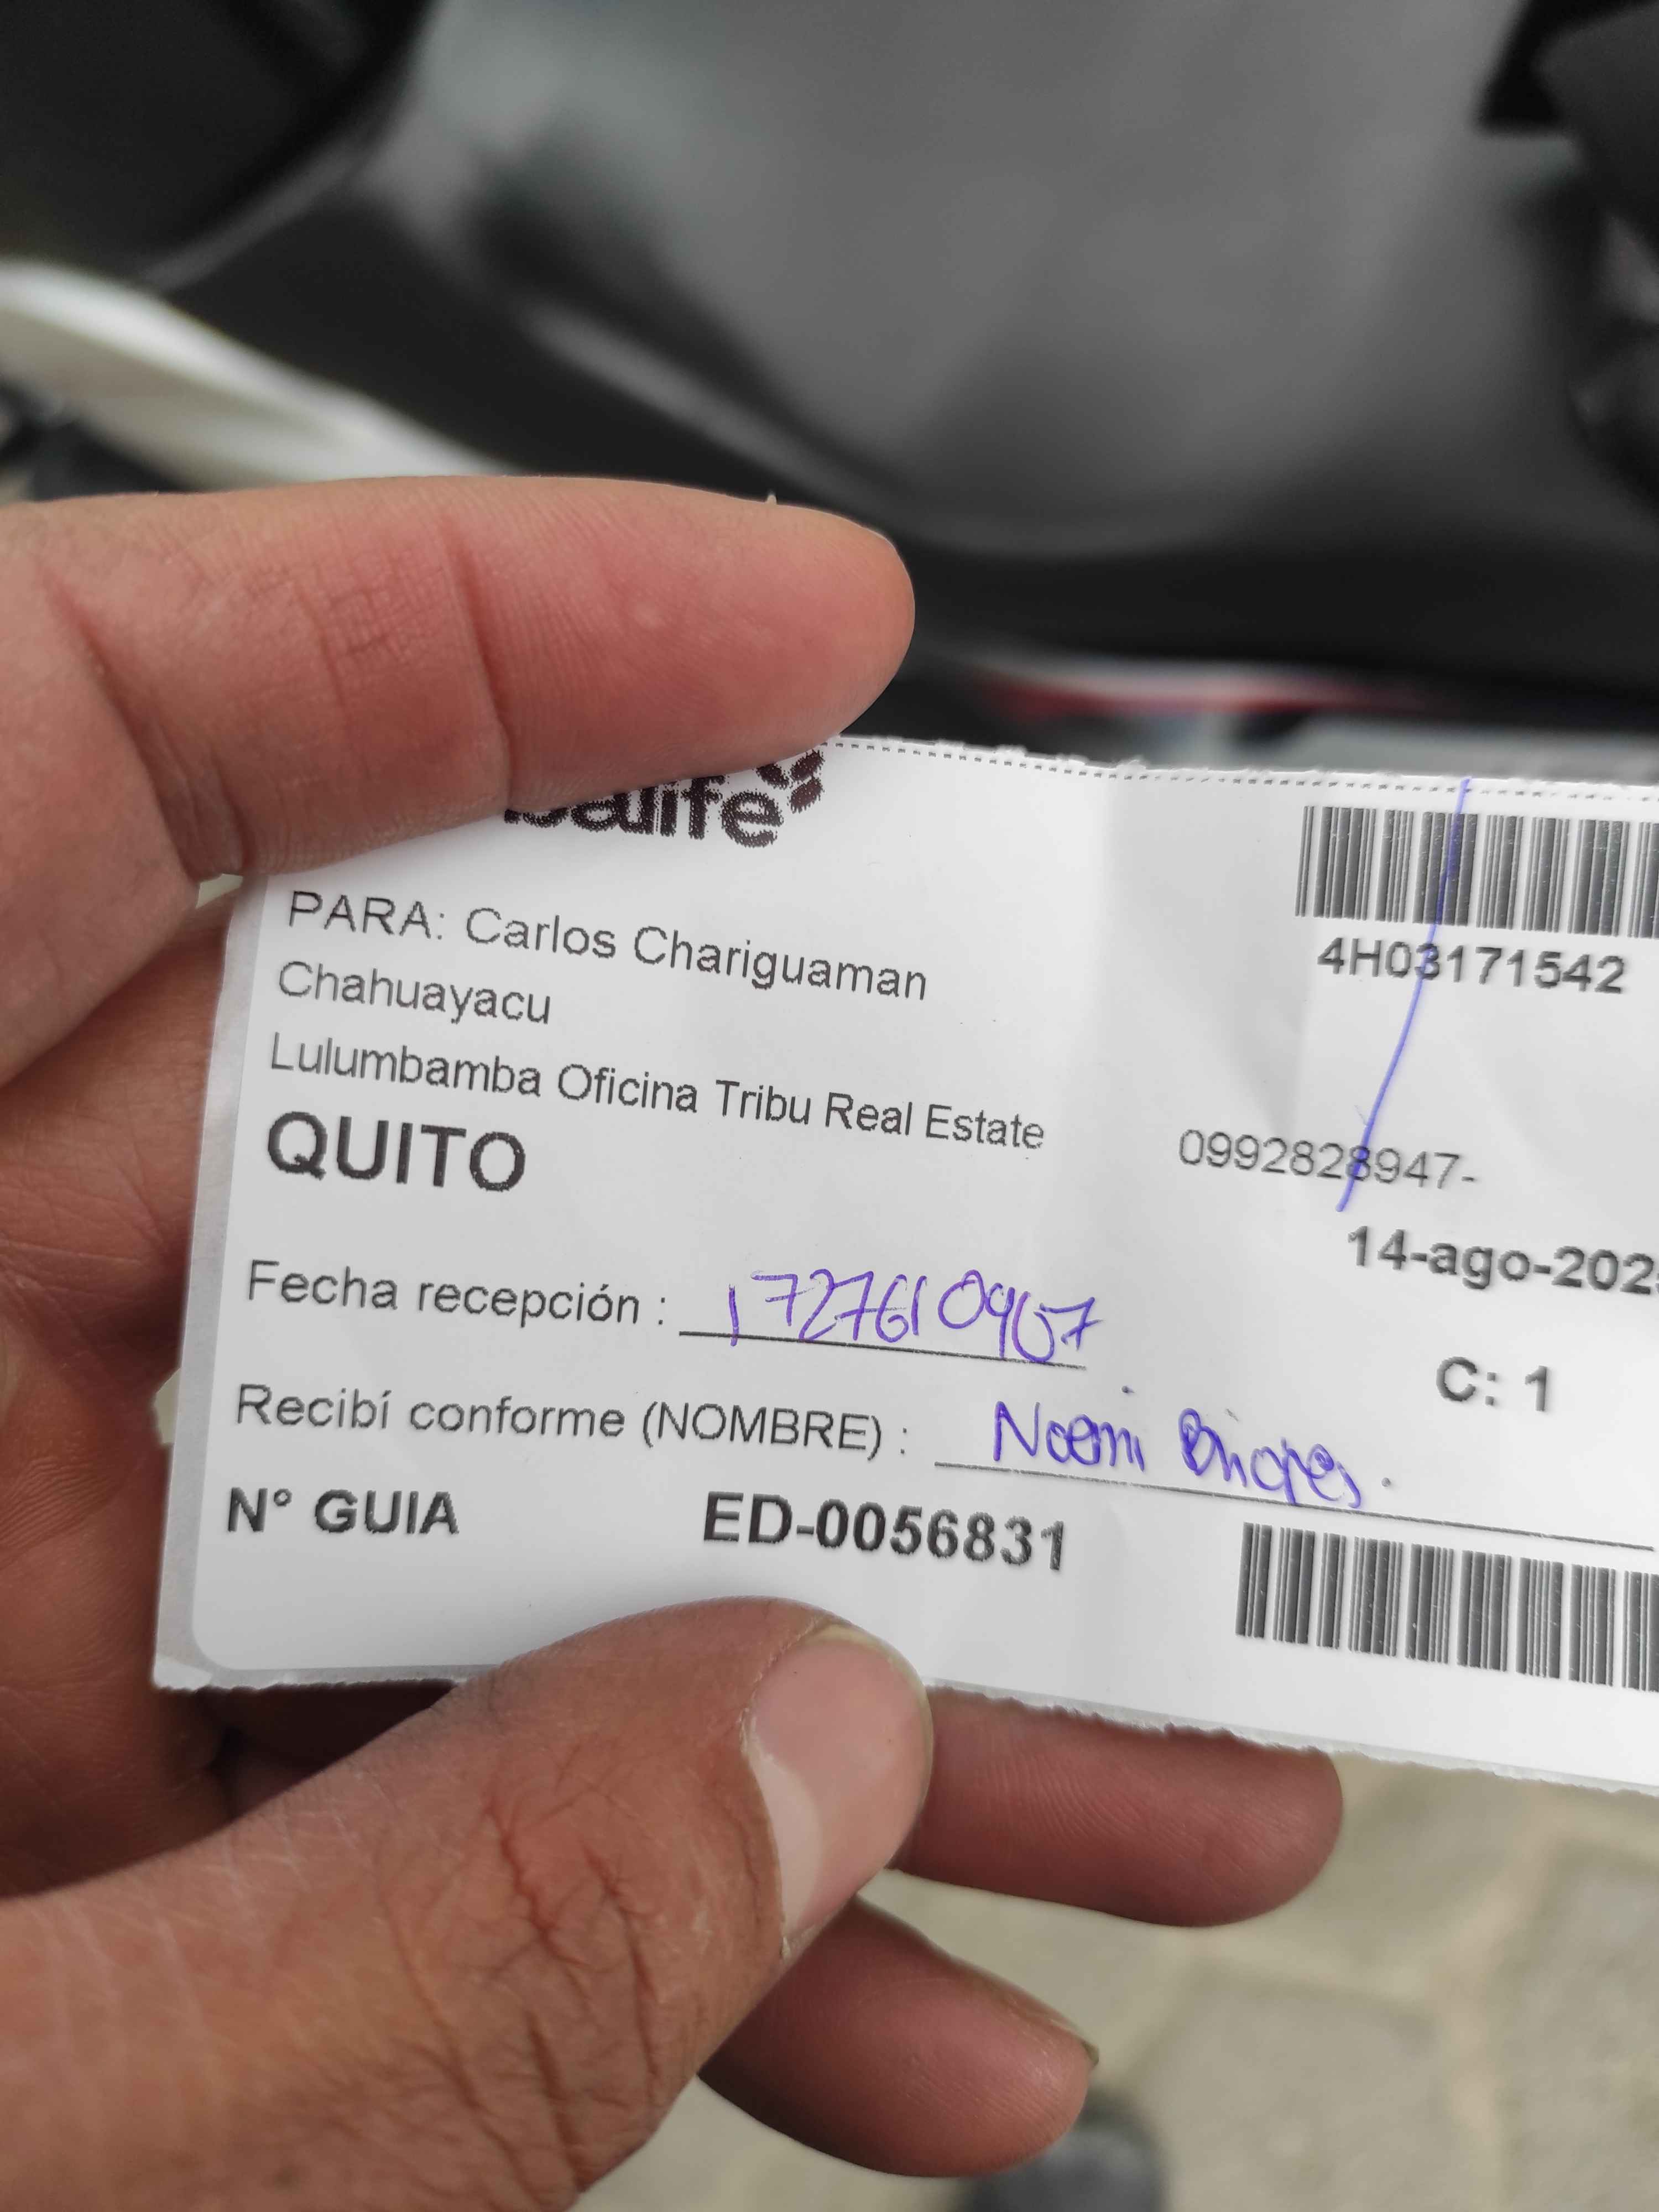 balife
4H03171542
PARA: Carlos Chariguaman
Chahuayacu
Lulumbamba Oficina Tribu Real Estate
QUITO
0992828947-
14-ago-202
Fecha recepción : 1727610907
C: 1
Recibí conforme (NOMBRE) : Noemi
N° GUIA ED-0056831